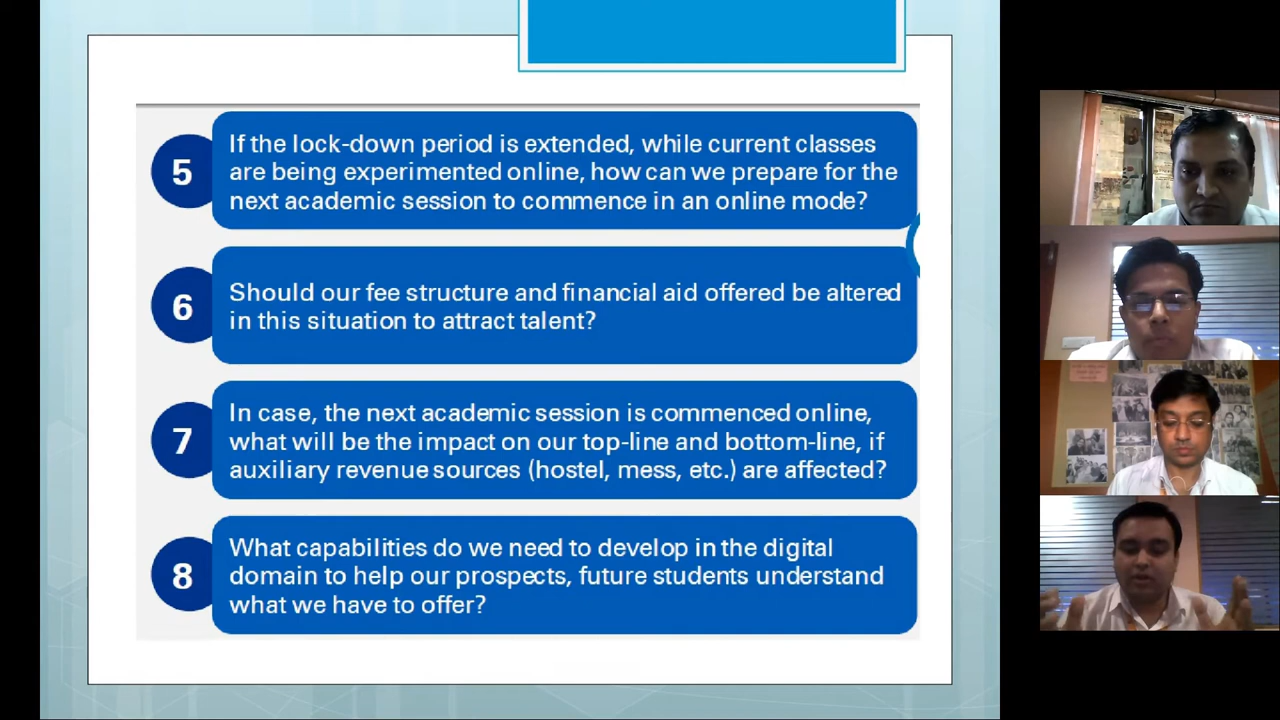 5
If the lock-down period is extended, while current classes
are being experimented online, how can we prepare for the
next academic session to commence in an online mode?
6
Should our fee structure and financial aid offered be altered
in this situation to attract talent?
7
In case, the next academic session is commenced online,
what will be the impact on our top-line and bottom-line, if
auxiliary revenue sources (hostel, mess, etc.) are affected?
8
What capabilities do we need to develop in the digital
domain to help our prospects, future students understand
what we have to offer?